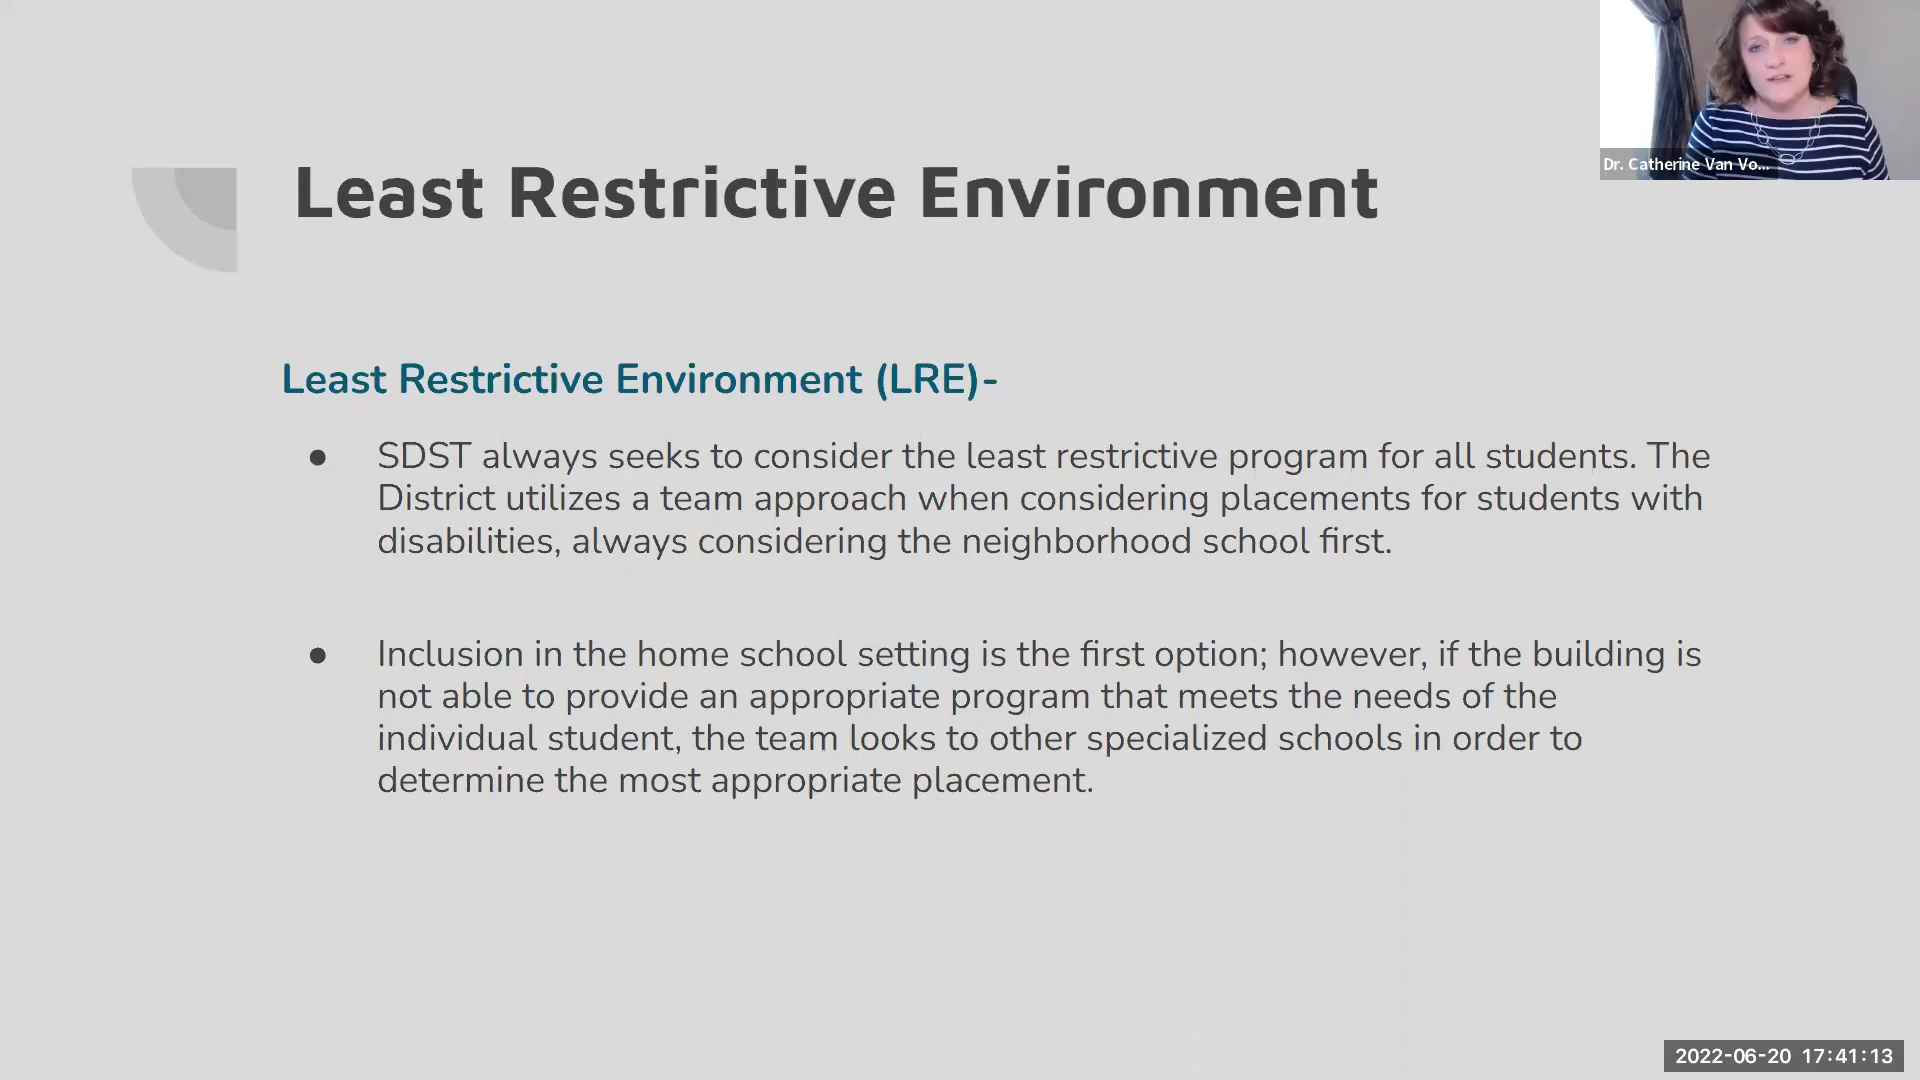 Dr. Catherine Van Vo...
Least Restrictive Environment
Least Restrictive Environment (LRE)-
● SDST always seeks to consider the least restrictive program for all students. The
District utilizes a team approach when considering placements for students with
disabilities, always considering the neighborhood school first.
● Inclusion in the home school setting is the first option; however, if the building is
not able to provide an appropriate program that meets the needs of the
individual student, the team looks to other specialized schools in order to
determine the most appropriate placement.
2022-06-20 17:41:13